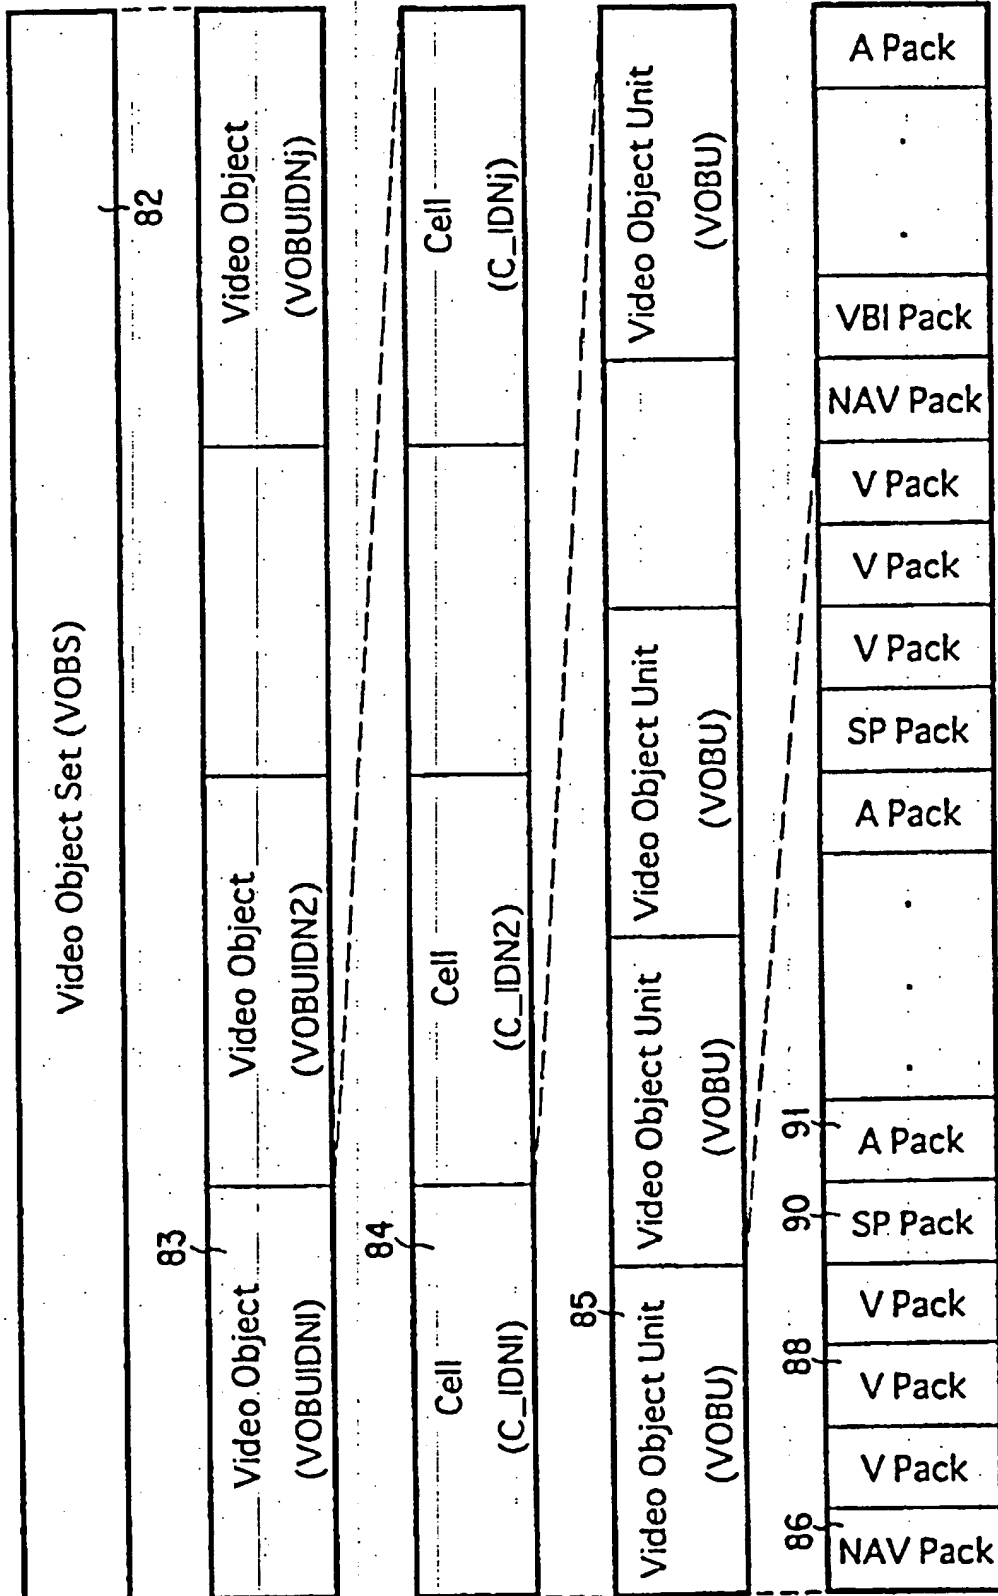 Video Object Set (VOBS)
82
83
Video Object
(VOBUIDNI)
Video Object
(VOBUIDN2)
Video Object
(VOBUIDNj)
84
Cell
(C_IDNI)
Cell
(C_IDN2)
Cell
(C_IDNj)
85
Video Object Unit
(VOBU)
Video Object Unit
(VOBU)
Video Object Unit
(VOBU)
Video Object Unit
(VOBU)
86
88
90
91
NAV Pack
V Pack
V Pack
V Pack
SP Pack
A Pack
A Pack
SP Pack
V Pack
V Pack
V Pack
NAV Pack
VBI Pack
A Pack